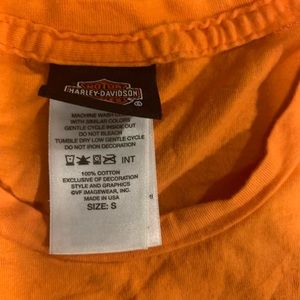 MOTOR
HARLEY-DAVIDSON
MACHINE WASH
WITH SIMILAR COLORS
GENTLE CYCLE INSIDE OUT
DO NOT BLEACH
TUMBLE DRY LOW GENTLE CYCLE
DO NOT IRON DECORATION
INT
100% COTTON
EXCLUSIVE OF DECORATION
STYLE AND GRAPHICS
©VF IMAGEWEAR, INC.
MADE IN USA
SIZE: S